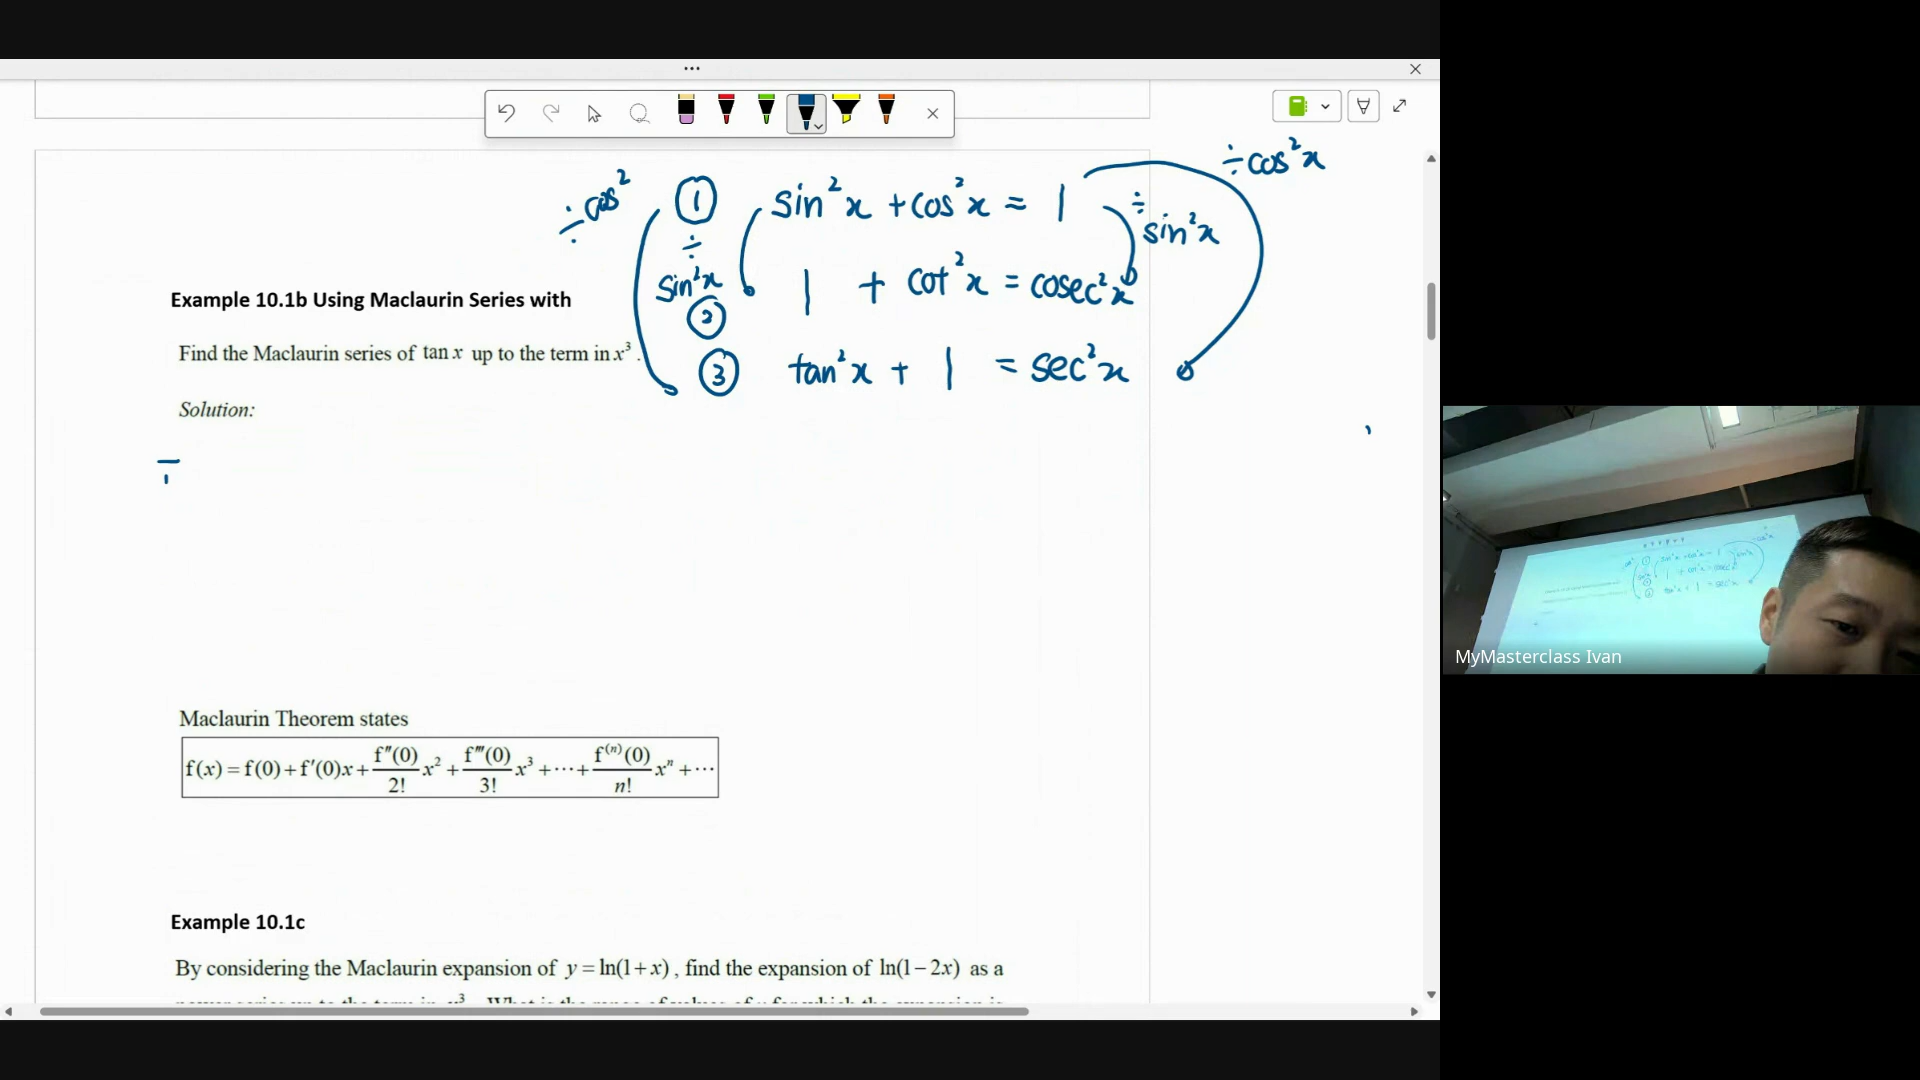 ÷cos²x
÷cos² ① sin²x + cos²x = 1 ÷ sin²x
÷ sin²x
② 1 + cot²x = cosec²x
Example 10.1b Using Maclaurin Series with
Find the Maclaurin series of tan x up to the term in x³.
③ tan²x + 1 = sec²x
Solution:
Maclaurin Theorem states
f(x) = f(0) + f′(0)x + f″(0)/2! x² + f‴(0)/3! x³ + ⋯ + f⁽ⁿ⁾(0)/n! xⁿ + ⋯
Example 10.1c
By considering the Maclaurin expansion of y = ln(1 + x), find the expansion of ln(1 − 2x) as a
MyMasterclass Ivan